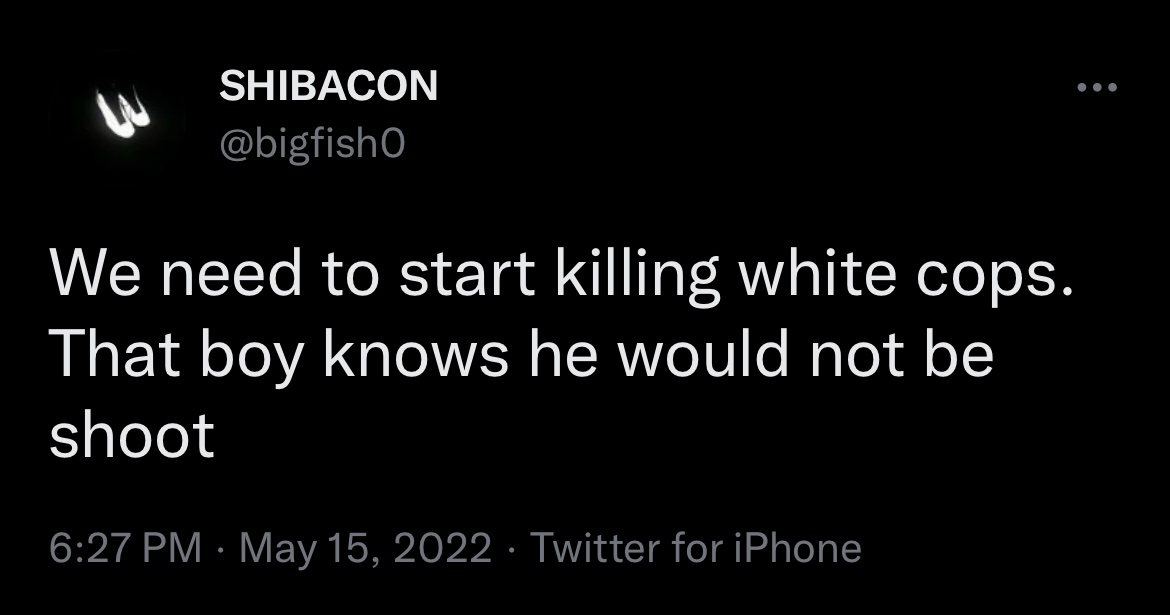 SHIBACON
@bigfish0
We need to start killing white cops.
That boy knows he would not be
shoot
6:27 PM · May 15, 2022 · Twitter for iPhone